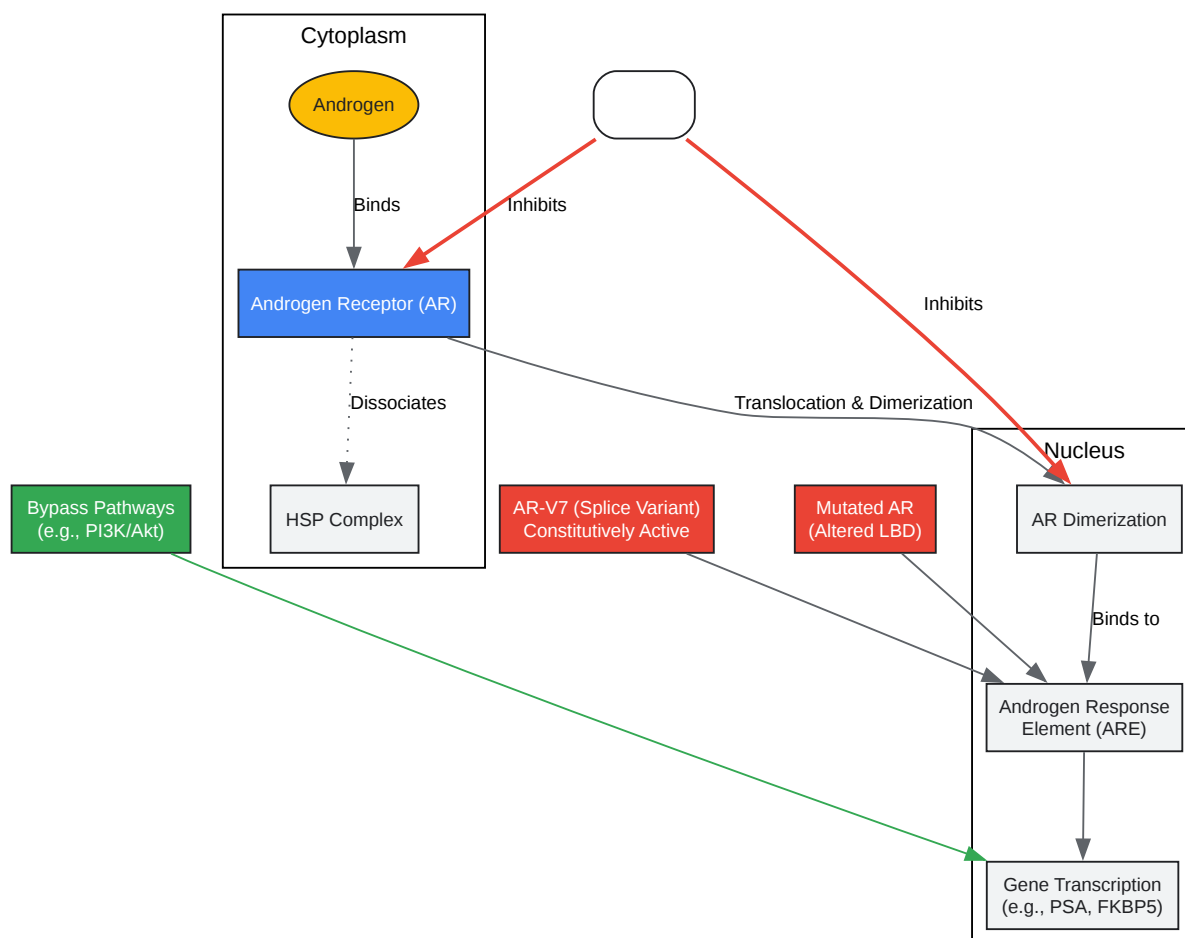 Cytoplasm
Androgen
Binds
Inhibits
Androgen Receptor (AR)
Inhibits
Dissociates
Translocation & Dimerization
Nucleus
Bypass Pathways
(e.g., PI3K/Akt)
HSP Complex
AR-V7 (Splice Variant)
Constitutively Active
Mutated AR
(Altered LBD)
AR Dimerization
Binds to
Androgen Response
Element (ARE)
Gene Transcription
(e.g., PSA, FKBP5)